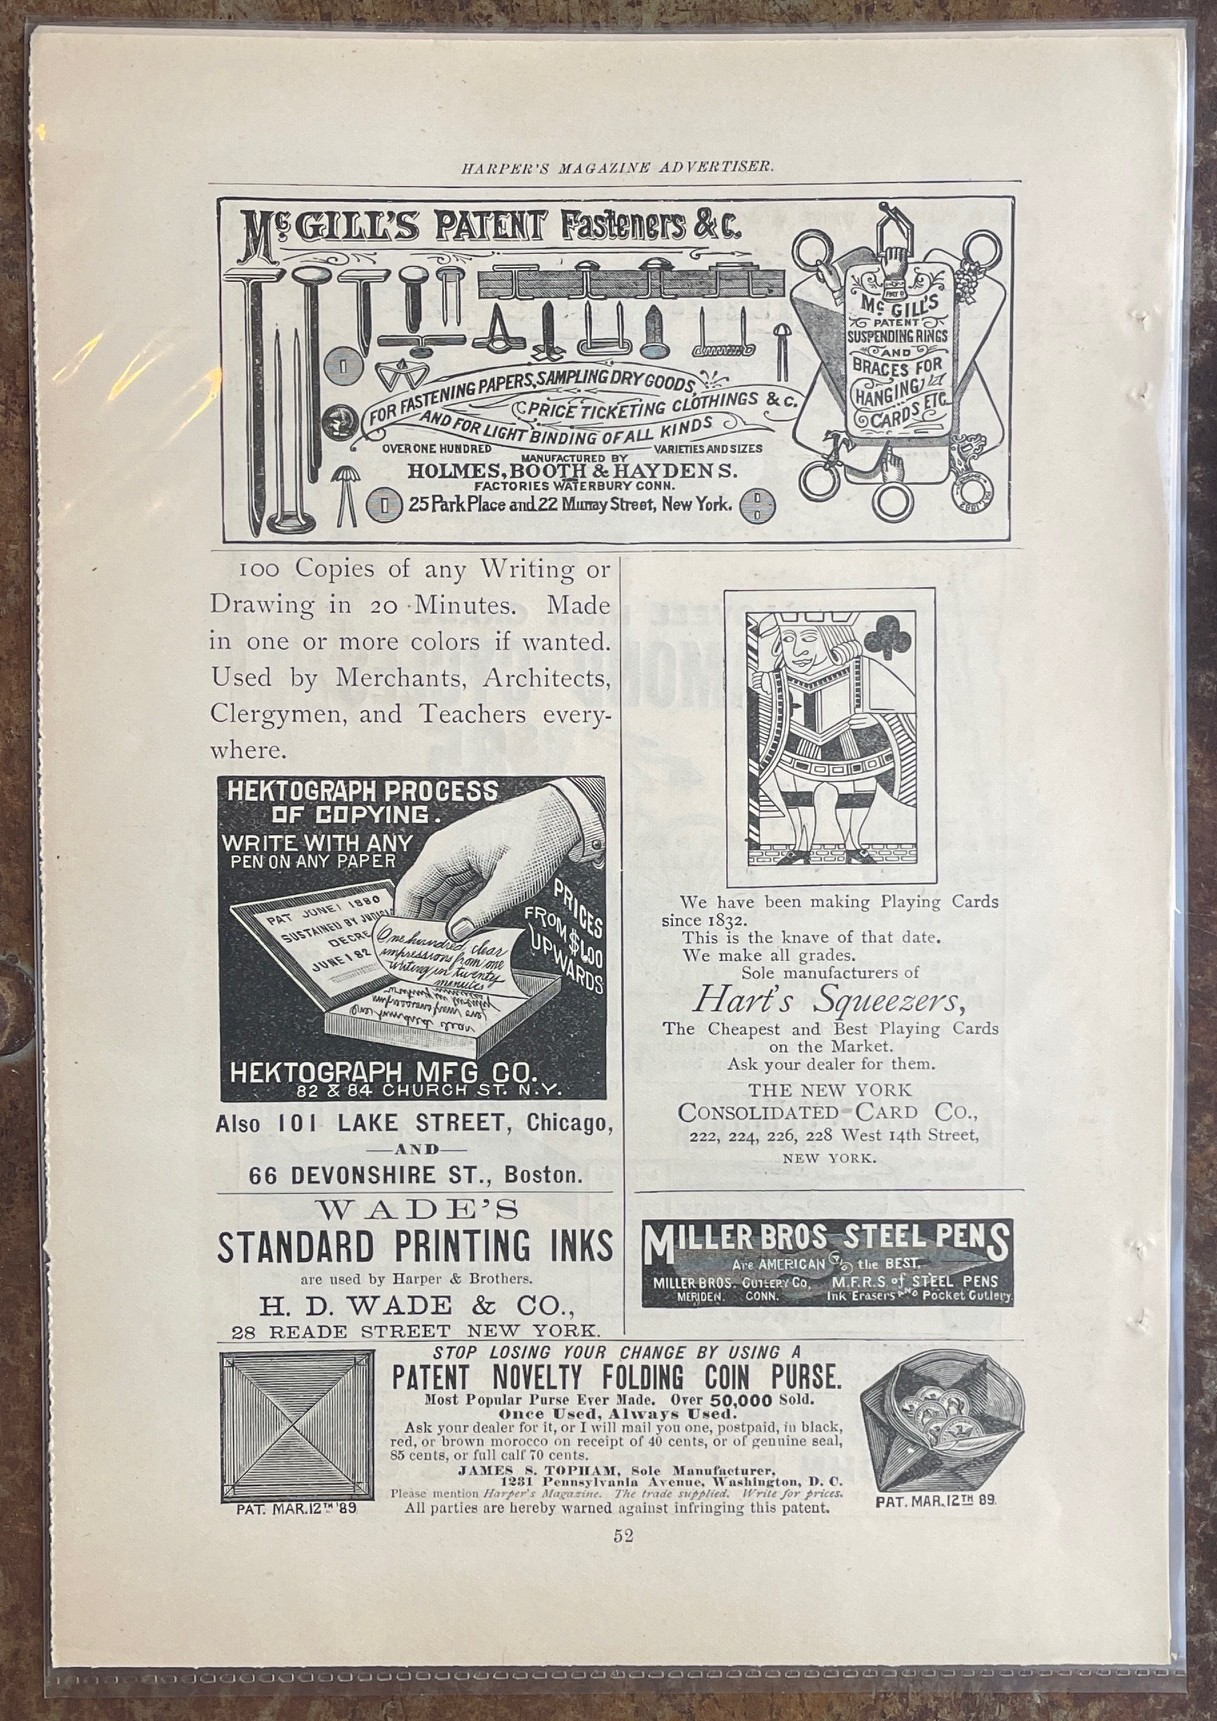 HARPER'S MAGAZINE ADVERTISER.
McGILL'S PATENT Fasteners & c.
FOR FASTENING PAPERS, SAMPLING DRY GOODS,
PRICE TICKETING CLOTHINGS & C.
AND FOR LIGHT BINDING OF ALL KINDS
OVER ONE HUNDRED VARIETIES AND SIZES
MANUFACTURED BY
HOLMES, BOOTH & HAYDENS.
FACTORIES WATERBURY CONN.
25 Park Place and 22 Murray Street, New York.
McGILL'S
PATENT
SUSPENDING RINGS
AND
BRACES FOR
HANGING
CARDS ETC.
100 Copies of any Writing or
Drawing in 20 Minutes. Made
in one or more colors if wanted.
Used by Merchants, Architects,
Clergymen, and Teachers every-
where.
HEKTOGRAPH PROCESS
OF COPYING.
WRITE WITH ANY
PEN ON ANY PAPER
PAT JUNE 1 1880
SUSTAINED BY JUDICIA
DECRE
JUNE 1 82
One hundred clear
impressions from one
writing in twenty
minutes
PRICES
FROM $1.00
UPWARDS
HEKTOGRAPH MFG CO.
82 & 84 CHURCH ST. N.Y.
Also 101 LAKE STREET, Chicago,
—AND—
66 DEVONSHIRE ST., Boston.
We have been making Playing Cards
since 1832.
This is the knave of that date.
We make all grades.
Sole manufacturers of
Hart's Squeezers,
The Cheapest and Best Playing Cards
on the Market.
Ask your dealer for them.
THE NEW YORK
CONSOLIDATED CARD CO.,
222, 224, 226, 228 West 14th Street,
NEW YORK.
WADE'S
STANDARD PRINTING INKS
are used by Harper & Brothers.
H. D. WADE & CO.,
28 READE STREET NEW YORK.
MILLER BROS STEEL PENS
Are AMERICAN the BEST.
MILLER BROS. CUTLERY Co, M.F.R.S of STEEL PENS
MERIDEN. CONN. Ink Erasers AND Pocket Cutlery.
STOP LOSING YOUR CHANGE BY USING A
PATENT NOVELTY FOLDING COIN PURSE.
Most Popular Purse Ever Made. Over 50,000 Sold.
Once Used, Always Used.
Ask your dealer for it, or I will mail you one, postpaid, in black,
red, or brown morocco on receipt of 40 cents, or of genuine seal,
85 cents, or full calf 70 cents.
JAMES S. TOPHAM, Sole Manufacturer,
1231 Pennsylvania Avenue, Washington, D. C.
Please mention Harper's Magazine. The trade supplied. Write for prices.
All parties are hereby warned against infringing this patent.
PAT. MAR. 12TH '89
PAT. MAR. 12TH 89.
52